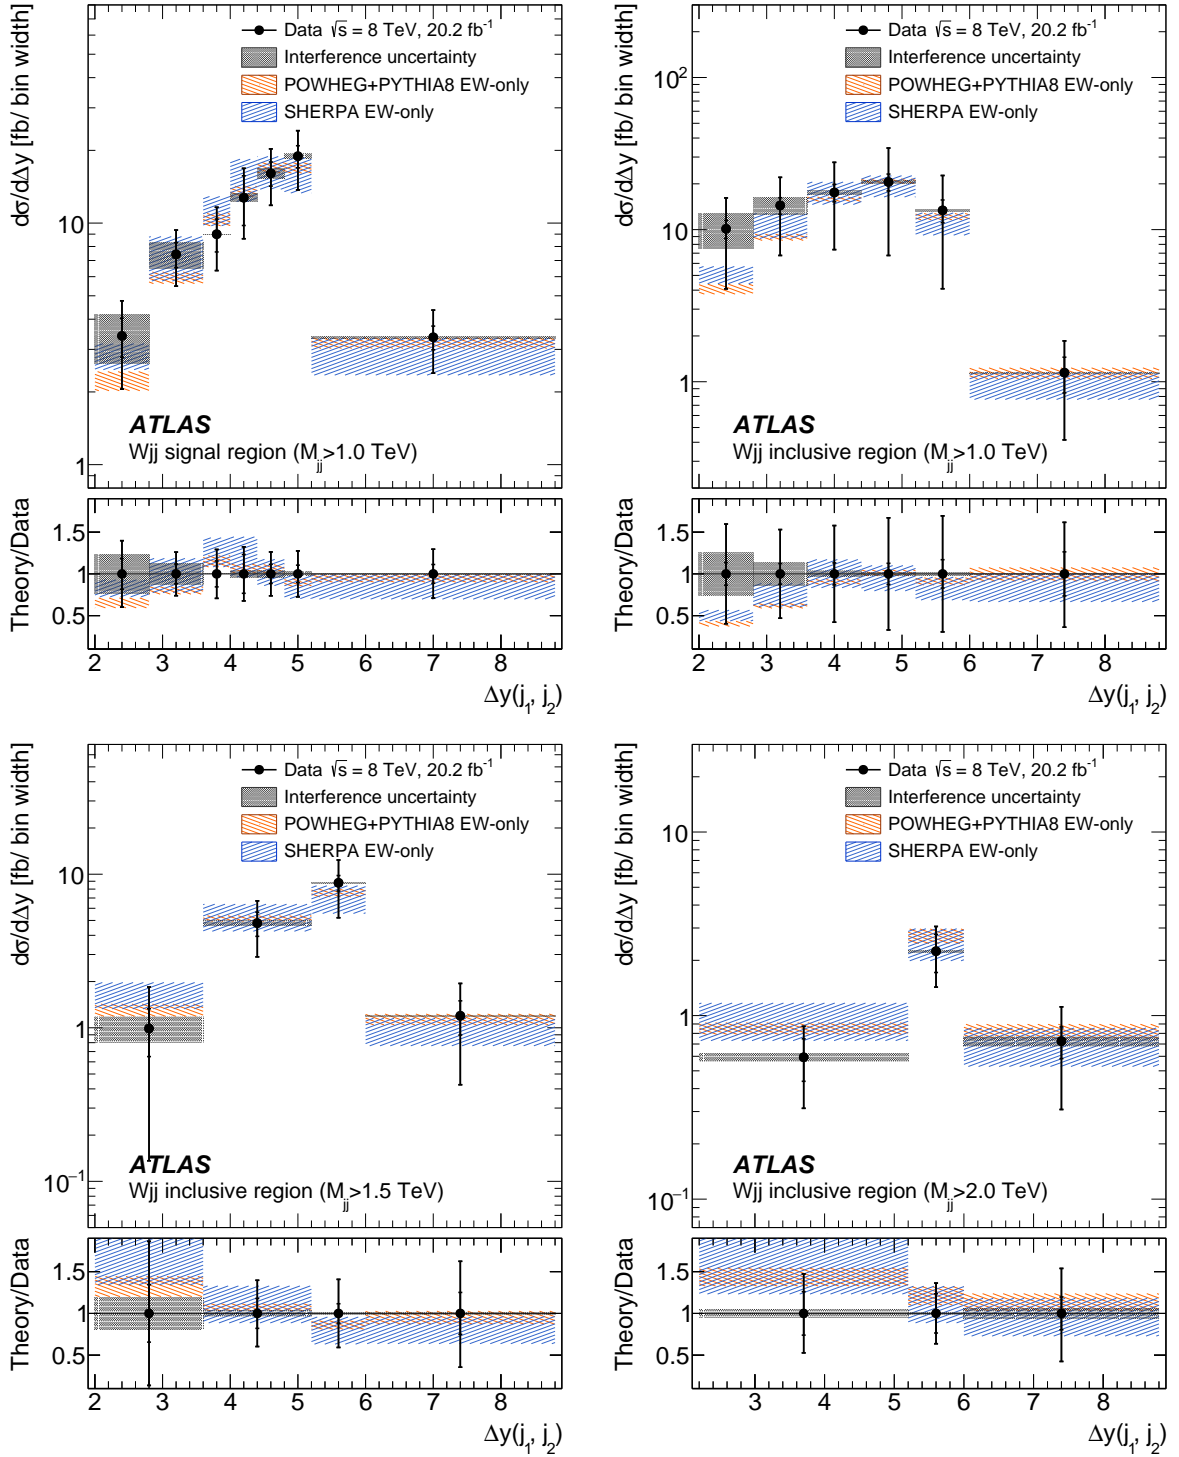 dσ/dΔy [fb/ bin width]
Data √s = 8 TeV, 20.2 fb⁻¹
Interference uncertainty
POWHEG+PYTHIA8 EW-only
SHERPA EW-only
10
1
ATLAS
Wjj signal region (M_jj>1.0 TeV)
Theory/Data
1.5
1
0.5
2 3 4 5 6 7 8
Δy(j₁, j₂)
dσ/dΔy [fb/ bin width]
Data √s = 8 TeV, 20.2 fb⁻¹
Interference uncertainty
POWHEG+PYTHIA8 EW-only
SHERPA EW-only
10²
10
1
ATLAS
Wjj inclusive region (M_jj>1.0 TeV)
Theory/Data
1.5
1
0.5
2 3 4 5 6 7 8
Δy(j₁, j₂)
dσ/dΔy [fb/ bin width]
Data √s = 8 TeV, 20.2 fb⁻¹
Interference uncertainty
POWHEG+PYTHIA8 EW-only
SHERPA EW-only
10
1
10⁻¹
ATLAS
Wjj inclusive region (M_jj>1.5 TeV)
Theory/Data
1.5
1
0.5
2 3 4 5 6 7 8
Δy(j₁, j₂)
dσ/dΔy [fb/ bin width]
Data √s = 8 TeV, 20.2 fb⁻¹
Interference uncertainty
POWHEG+PYTHIA8 EW-only
SHERPA EW-only
10
1
10⁻¹
ATLAS
Wjj inclusive region (M_jj>2.0 TeV)
Theory/Data
1.5
1
0.5
3 4 5 6 7 8
Δy(j₁, j₂)